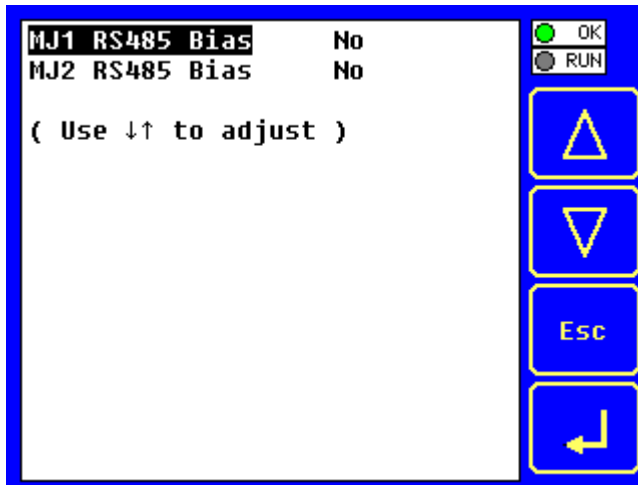 MJ1 RS485 Bias No
MJ2 RS485 Bias No
( Use ↓↑ to adjust )
OK
RUN
Esc